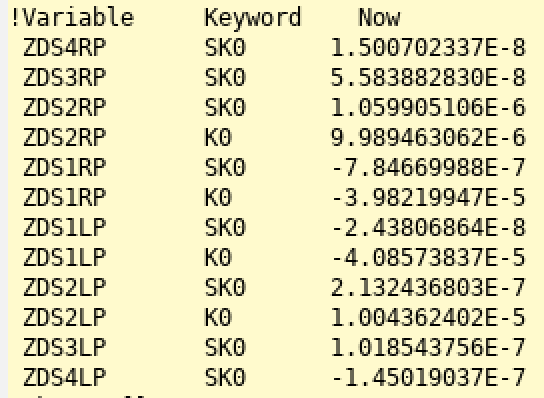 !Variable Keyword Now
ZDS4RP SK0 1.500702337E-8
ZDS3RP SK0 5.583882830E-8
ZDS2RP SK0 1.059905106E-6
ZDS2RP K0 9.989463062E-6
ZDS1RP SK0 -7.84669988E-7
ZDS1RP K0 -3.98219947E-5
ZDS1LP SK0 -2.43806864E-8
ZDS1LP K0 -4.08573837E-5
ZDS2LP SK0 2.132436803E-7
ZDS2LP K0 1.004362402E-5
ZDS3LP SK0 1.018543756E-7
ZDS4LP SK0 -1.45019037E-7